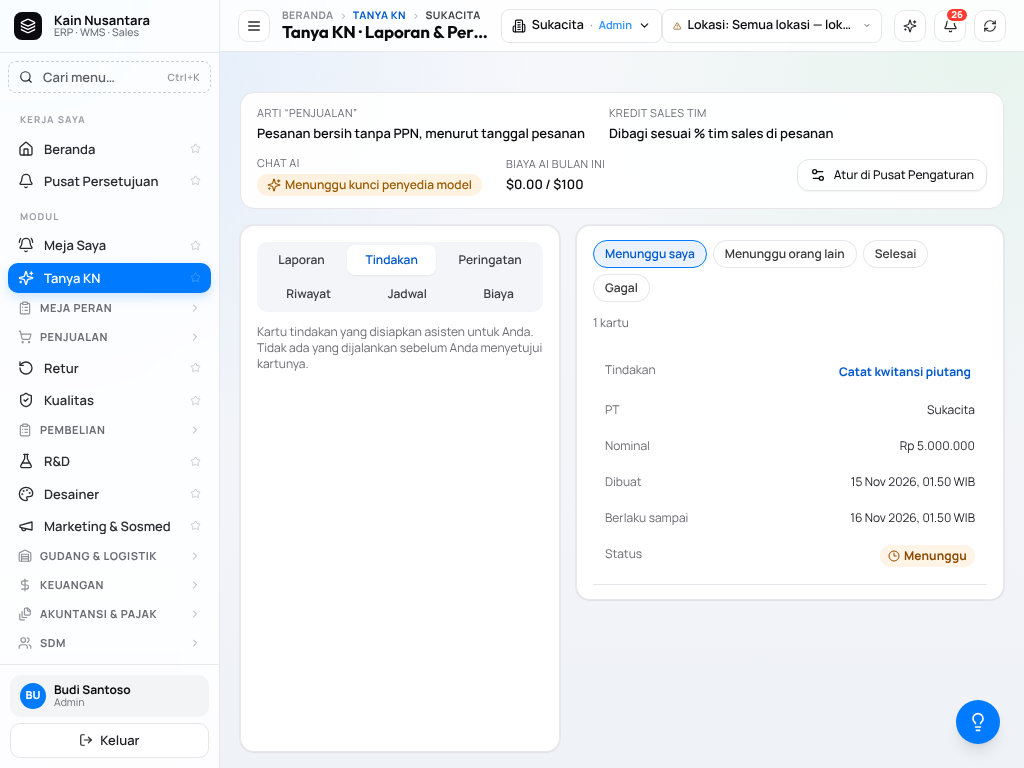 Kain Nusantara
ERP · WMS · Sales
Cari menu... Ctrl+K
KERJA SAYA
Beranda
Pusat Persetujuan
MODUL
Meja Saya
Tanya KN
MEJA PERAN
PENJUALAN
Retur
Kualitas
PEMBELIAN
R&D
Desainer
Marketing & Sosmed
GUDANG & LOGISTIK
KEUANGAN
AKUNTANSI & PAJAK
SDM
BU Budi Santoso
Admin
Keluar
BERANDA > TANYA KN > SUKACITA
Tanya KN · Laporan & Per...
Sukacita · Admin
Lokasi: Semua lokasi — lok...
26
ARTI "PENJUALAN"
Pesanan bersih tanpa PPN, menurut tanggal pesanan
KREDIT SALES TIM
Dibagi sesuai % tim sales di pesanan
CHAT AI
Menunggu kunci penyedia model
BIAYA AI BULAN INI
$0.00 / $100
Atur di Pusat Pengaturan
Laporan Tindakan Peringatan
Riwayat Jadwal Biaya
Kartu tindakan yang disiapkan asisten untuk Anda.
Tidak ada yang dijalankan sebelum Anda menyetujui
kartunya.
Menunggu saya Menunggu orang lain Selesai
Gagal
1 kartu
Tindakan Catat kwitansi piutang
PT Sukacita
Nominal Rp 5.000.000
Dibuat 15 Nov 2026, 01.50 WIB
Berlaku sampai 16 Nov 2026, 01.50 WIB
Status Menunggu